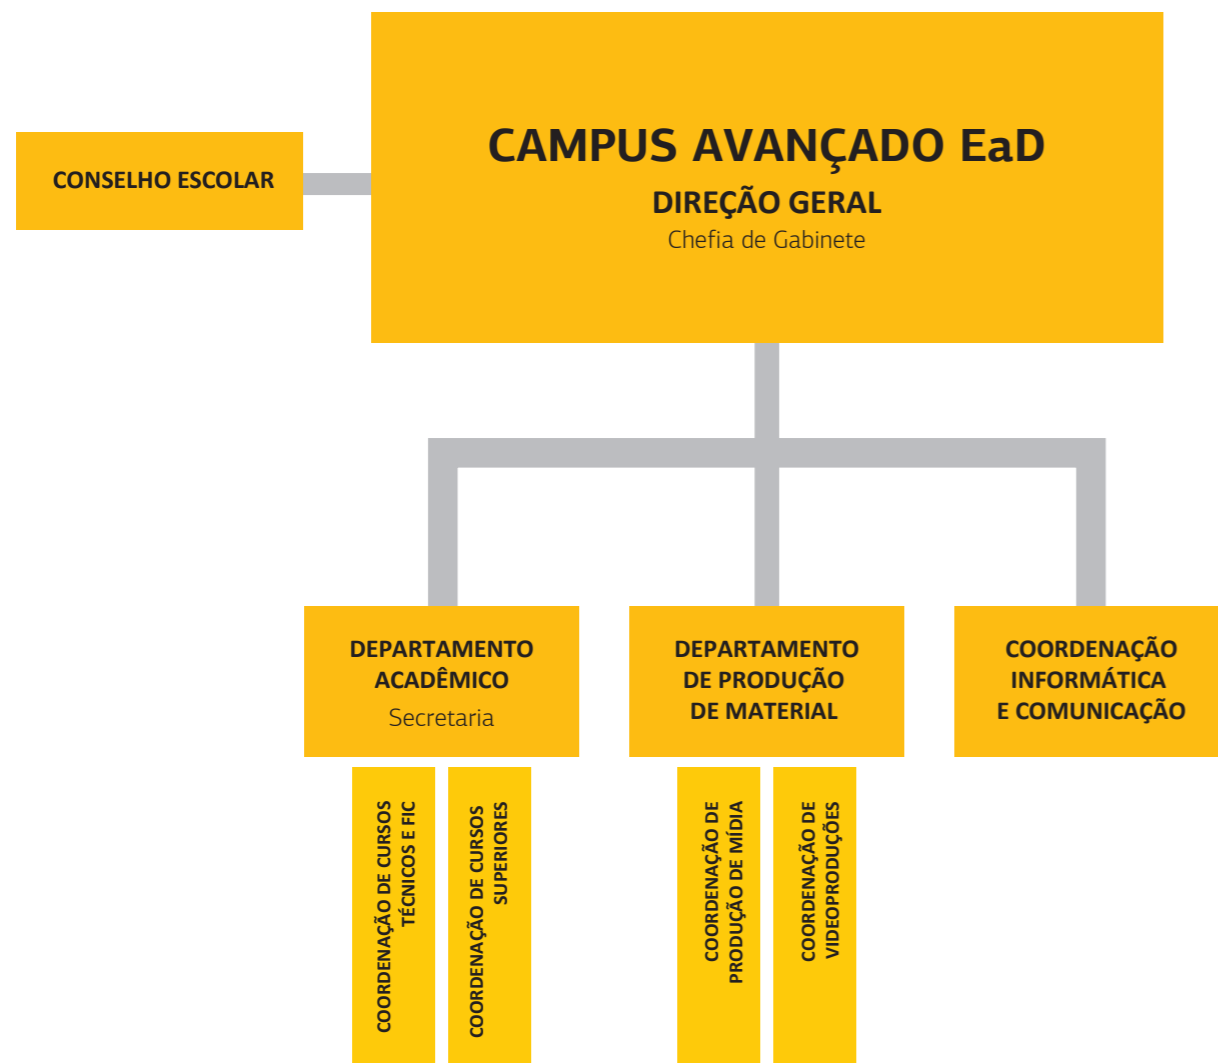 CAMPUS AVANÇADO EaD
DIREÇÃO GERAL
Chefia de Gabinete
CONSELHO ESCOLAR
DEPARTAMENTO
ACADÊMICO
Secretaria
DEPARTAMENTO
DE PRODUÇÃO
DE MATERIAL
COORDENAÇÃO
INFORMÁTICA
E COMUNICAÇÃO
COORDENAÇÃO DE CURSOS
TÉCNICOS E FIC
COORDENAÇÃO DE CURSOS
SUPERIORES
COORDENAÇÃO DE
PRODUÇÃO DE MÍDIA
COORDENAÇÃO DE
VIDEOPRODUÇÕES